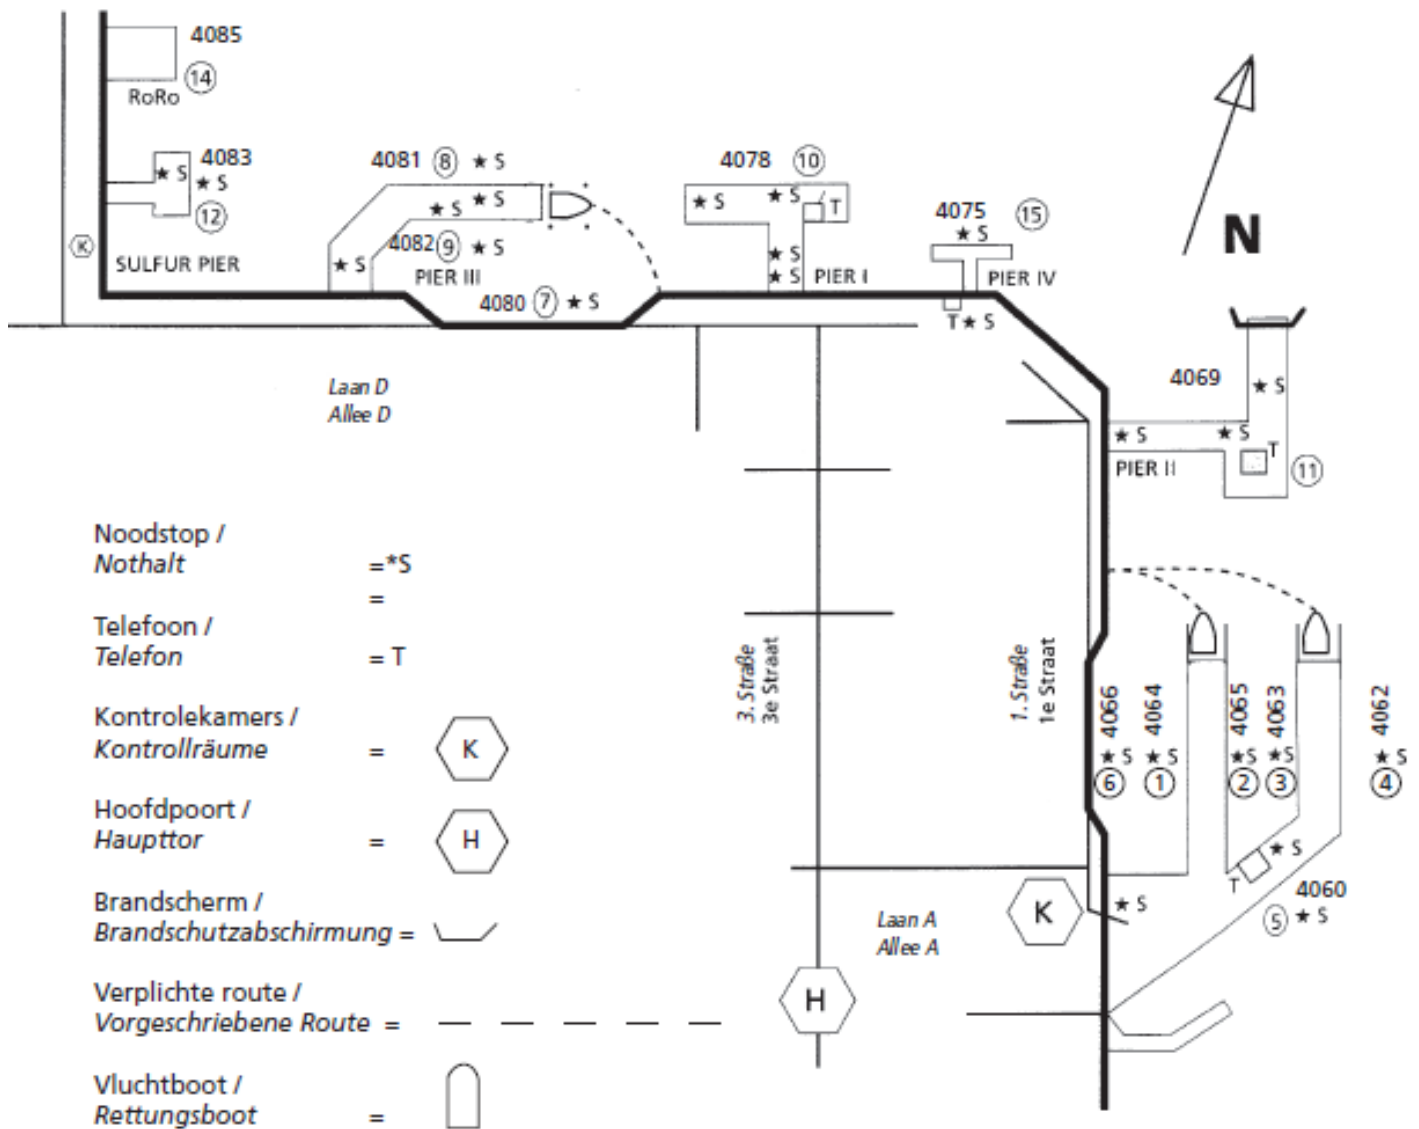 4085
14
RoRo
4083
★ S
★ S
12
K
SULFUR PIER
4081 8 ★ S
★ S
★ S
4082 9 ★ S
★ S
PIER III
4080 7 ★ S
4078 10
★ S
★ S
T
★ S
★ S
PIER I
4075 15
★ S
PIER IV
T ★ S
N
4069
★ S
★ S
★ S
T
PIER II
11
Laan D
Allee D
Noodstop /
Nothalt =*S
=
Telefoon /
Telefon = T
Kontrolekamers /
Kontrollräume = K
Hoofdpoort /
Haupttor = H
Brandscherm /
Brandschutzabschirmung =
Verplichte route /
Vorgeschriebene Route =
Vluchtboot /
Rettungsboot =
3. Straße
3e Straat
1. Straße
1e Straat
4066
★ S
6
4064
★ S
1
4065
★ S
2
4063
★ S
3
4062
★ S
4
★ S
T
4060
5 ★ S
K
★ S
Laan A
Allee A
H